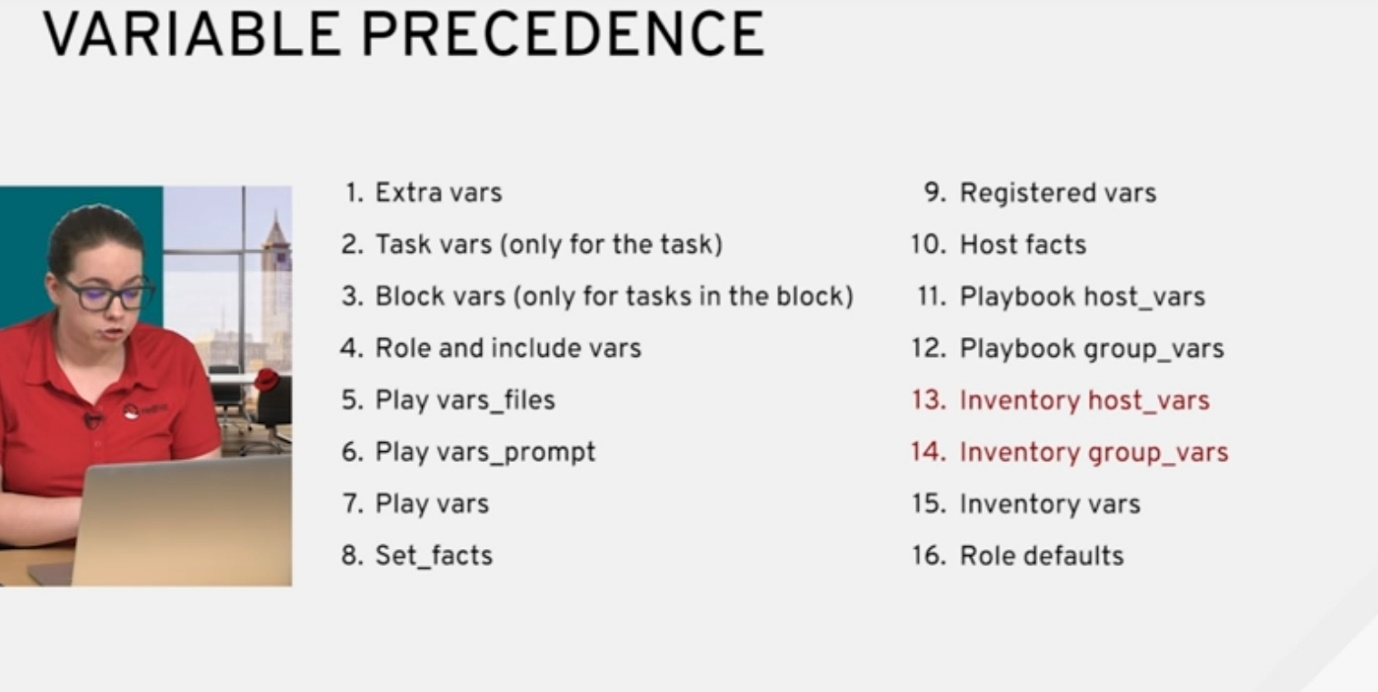 VARIABLE PRECEDENCE
1. Extra vars
2. Task vars (only for the task)
3. Block vars (only for tasks in the block)
4. Role and include vars
5. Play vars_files
6. Play vars_prompt
7. Play vars
8. Set_facts
9. Registered vars
10. Host facts
11. Playbook host_vars
12. Playbook group_vars
13. Inventory host_vars
14. Inventory group_vars
15. Inventory vars
16. Role defaults